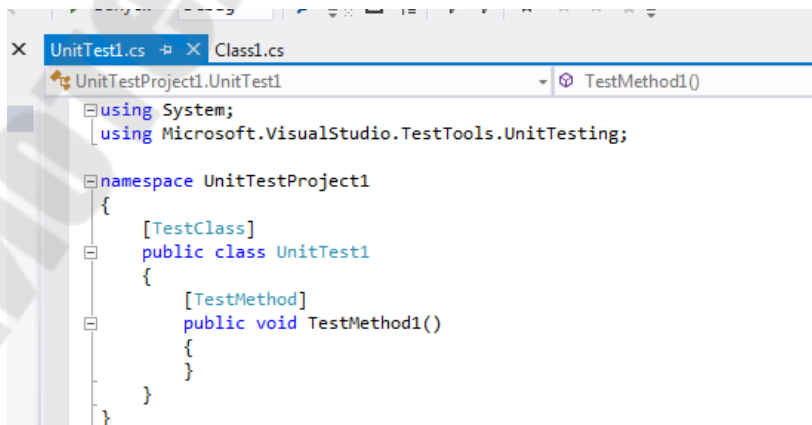 UnitTest1.cs Class1.cs
UnitTestProject1.UnitTest1 TestMethod1()
using System;
using Microsoft.VisualStudio.TestTools.UnitTesting;
namespace UnitTestProject1
{
[TestClass]
public class UnitTest1
{
[TestMethod]
public void TestMethod1()
{
}
}
}